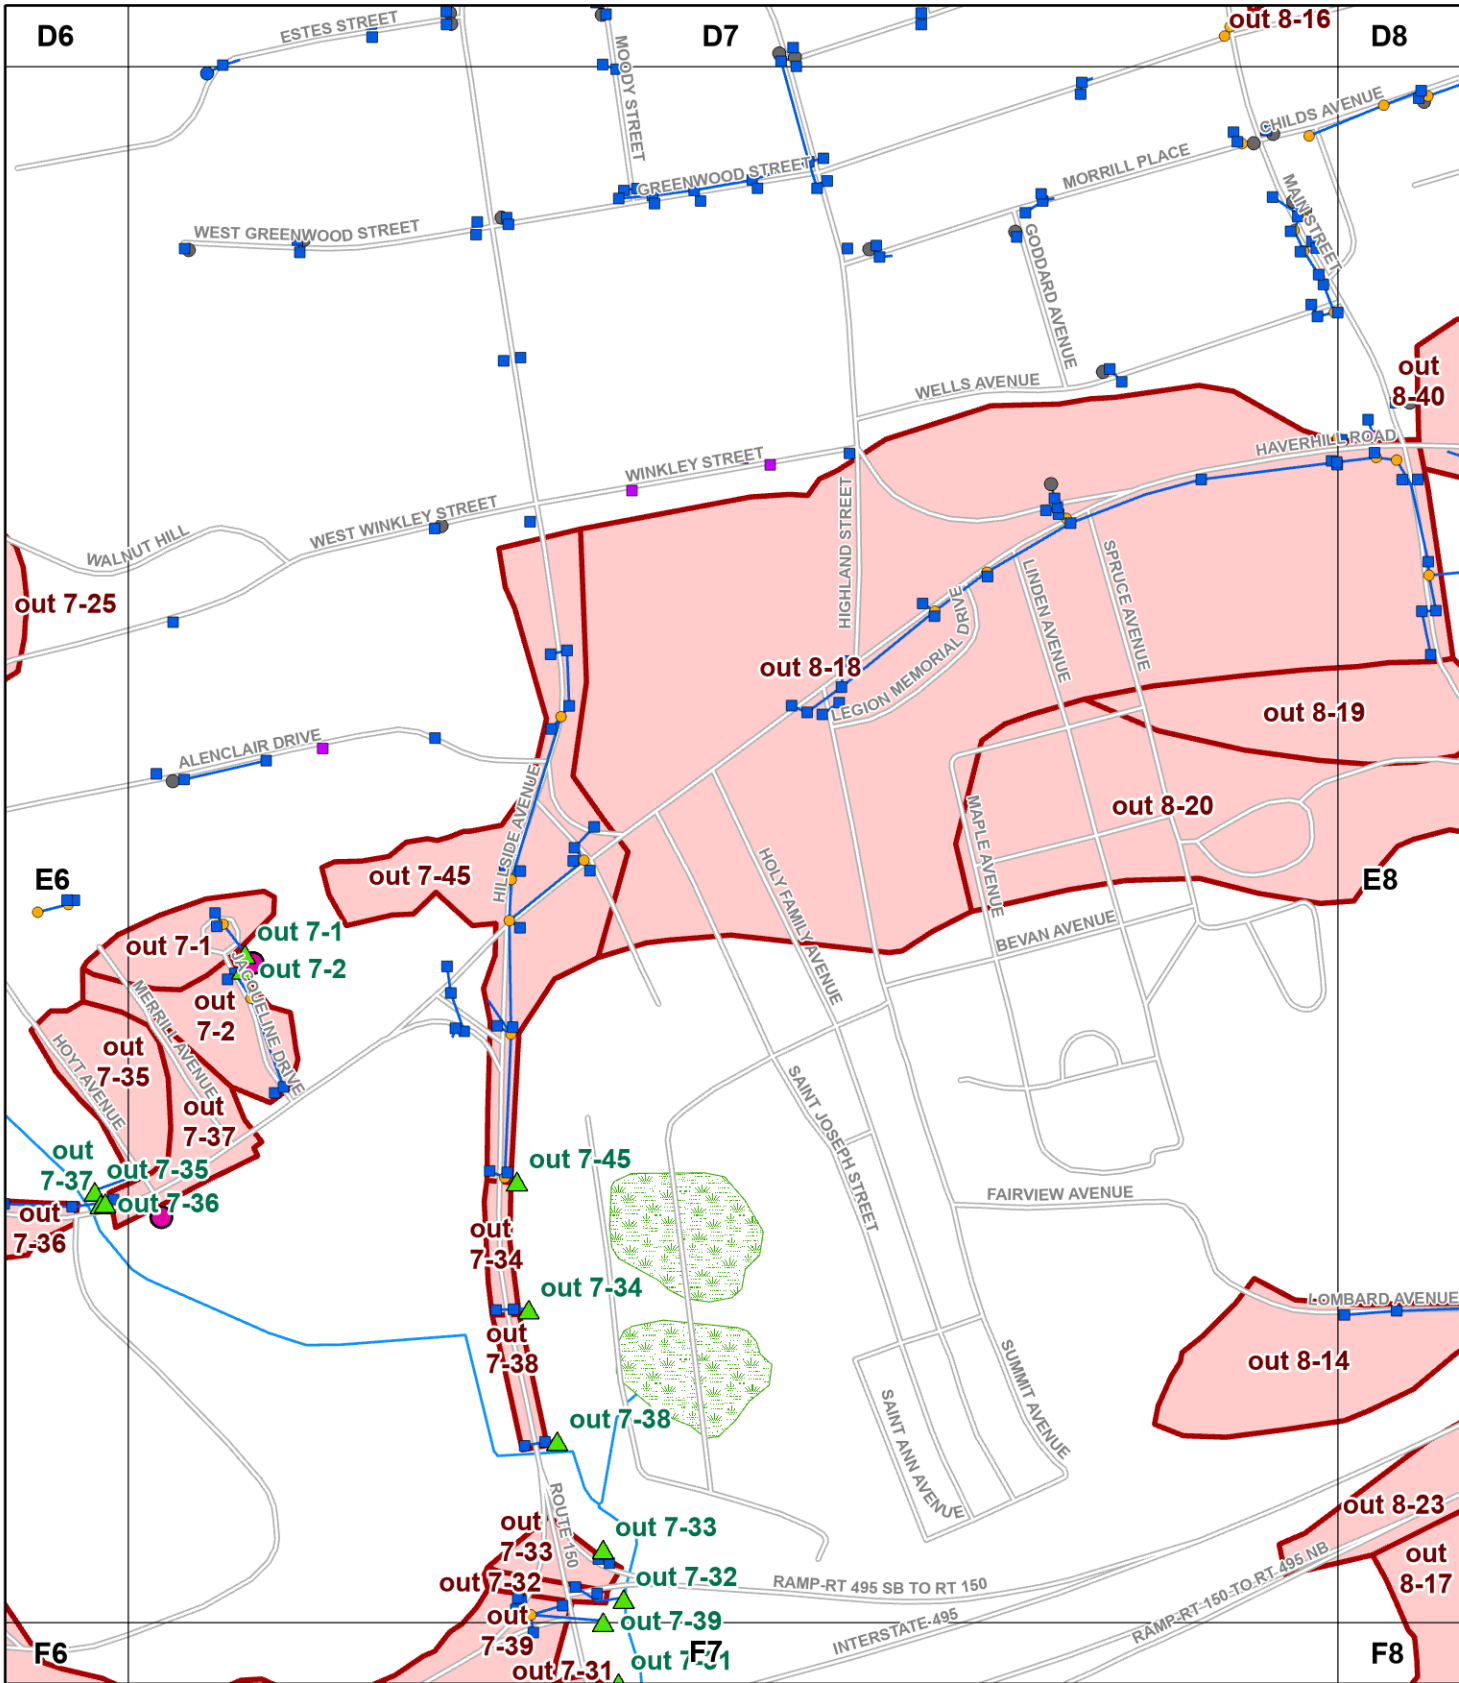 D6
ESTES STREET
MOODY STREET
D7
out 8-16
D8
CHILDS AVENUE
GREENWOOD STREET
MORRILL PLACE
MAIN STREET
WEST GREENWOOD STREET
GODDARD AVENUE
out
8-40
WELLS AVENUE
HAVERHILL ROAD
WINKLEY STREET
HIGHLAND STREET
WEST WINKLEY STREET
WALNUT HILL
SPRUCE AVENUE
LINDEN AVENUE
out 7-25
out 8-18
LEGION MEMORIAL DRIVE
out 8-19
ALENCLAIR DRIVE
HILLSIDE AVENUE
out 8-20
MAPLE AVENUE
out 7-45
HOLY FAMILY AVENUE
E6
E8
out 7-1
out 7-1
out 7-2
BEVAN AVENUE
JACQUELINE DRIVE
MERRILL AVENUE
out
7-2
HOYT AVENUE
out
7-35
out
7-37
SAINT JOSEPH STREET
out
7-37
out 7-35
out 7-45
out 7-36
FAIRVIEW AVENUE
out
7-36
out
7-34
out 7-34
LOMBARD AVENUE
out
7-38
SUMMIT AVENUE
out 8-14
SAINT ANN AVENUE
out 7-38
ROUTE 150
out 8-23
out
7-33
out 7-33
out
8-17
out 7-32
out 7-32
RAMP-RT 495 SB TO RT 150
RAMP-RT 150 TO RT 495 NB
out
7-39
out 7-39
INTERSTATE 495
F6
F7
F8
out 7-31
out 7-31